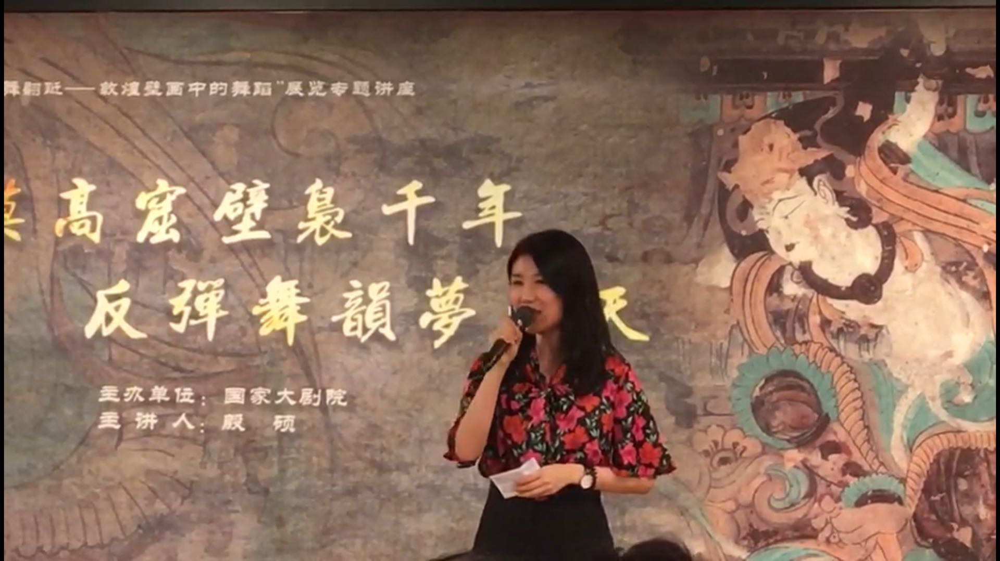 舞翩跹——敦煌壁画中的舞蹈”展览专题讲座
莫高窟壁裊千年
反彈舞韻夢 天
主办单位：国家大剧院
主讲人：殷 硕